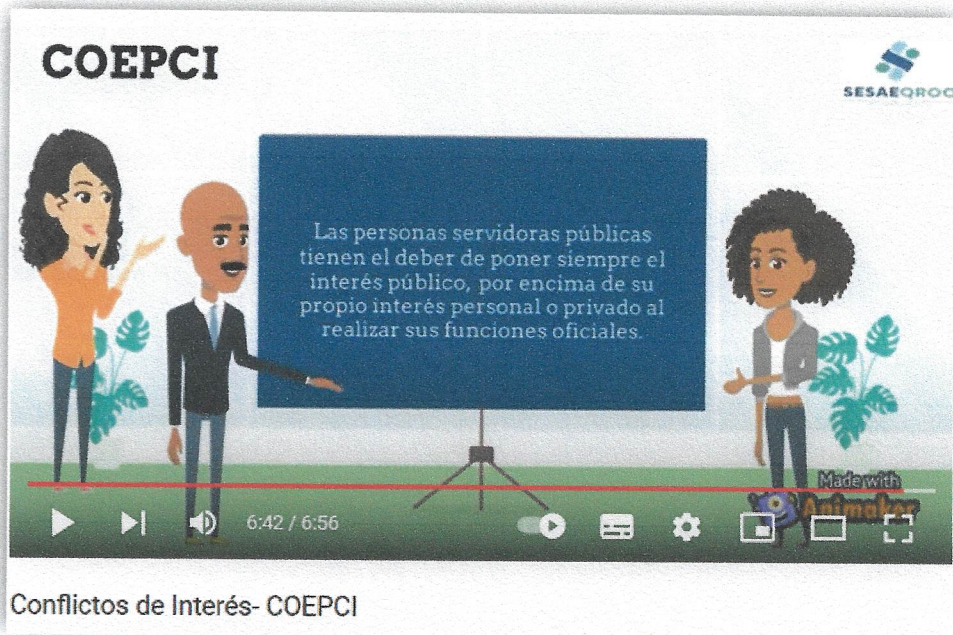 COEPCI
SESAEQROO
Las personas servidoras públicas
tienen el deber de poner siempre el
interés público, por encima de su
propio interés personal o privado al
realizar sus funciones oficiales.
Made with
Animaker
6:42 / 6:56
Conflictos de Interés- COEPCI